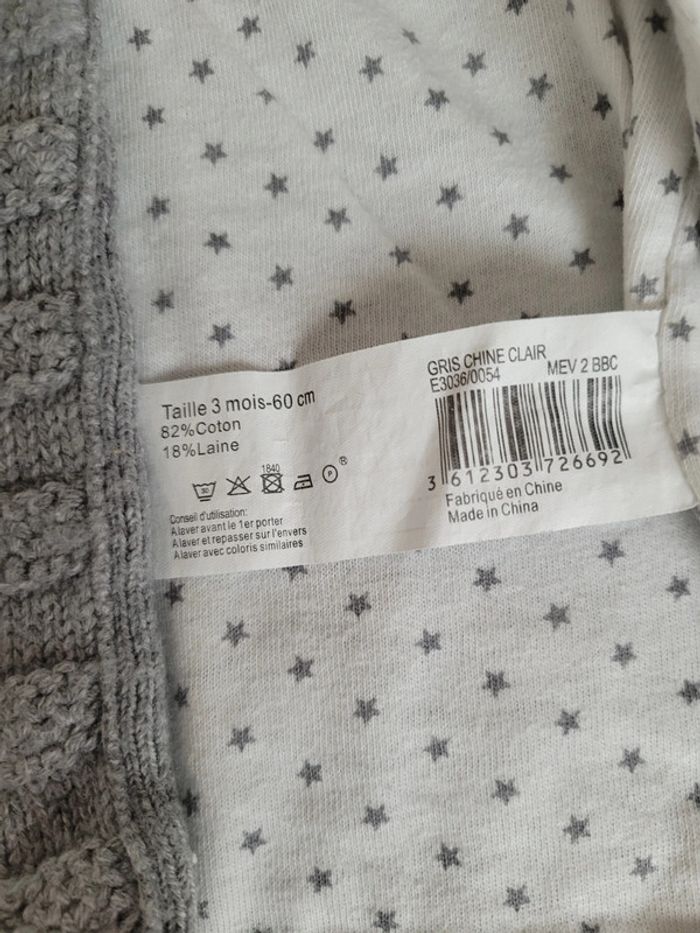 Taille 3 mois-60 cm
82%Coton
18%Laine
30
1840
P
®
Conseil d'utilisation:
A laver avant le 1er porter
A laver et repasser sur l'envers
A laver avec coloris similaires
GRIS CHINE CLAIR
E3036/0054 MEV 2 BBC
3 612303 726692
Fabriqué en Chine
Made in China